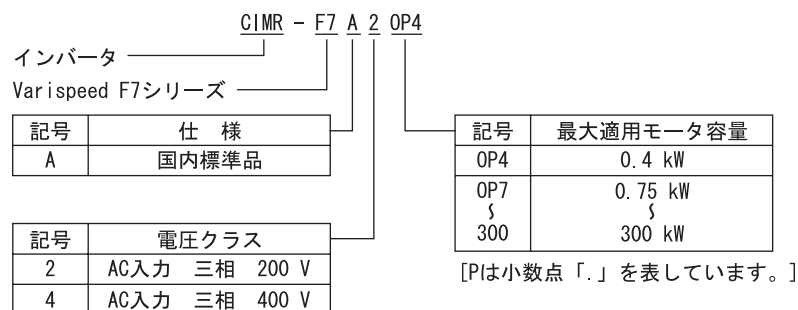 CIMR - F7 A 2 0P4
インバータ
Varispeed F7シリーズ
記号 仕 様
A 国内標準品
記号 電圧クラス
2 AC入力 三相 200 V
4 AC入力 三相 400 V
記号 最大適用モータ容量
0P4 0.4 kW
0P7 0.75 kW
〜 〜
300 300 kW
[Pは小数点「.」を表しています。]